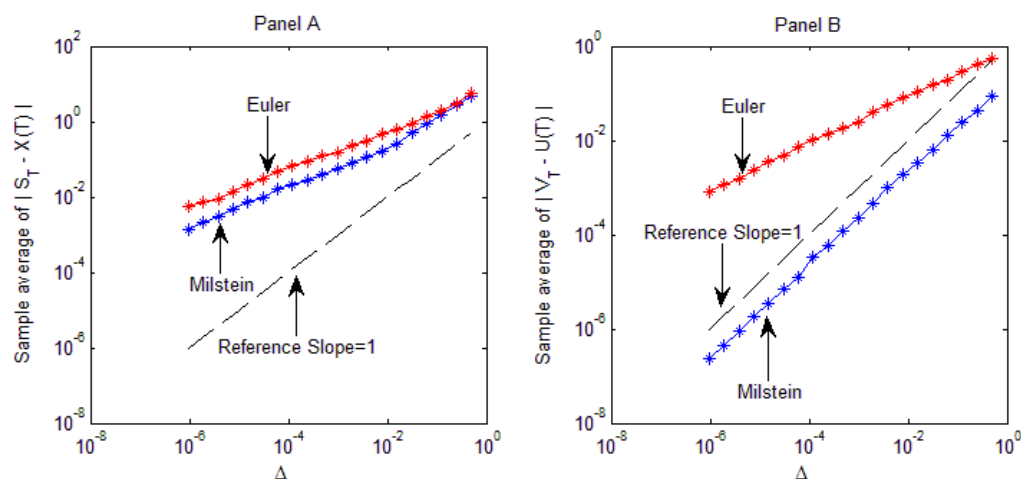 Panel A
Sample average of | S_T - X(T) |
10^2
10^0
10^-2
10^-4
10^-6
10^-8
Euler
Milstein
Reference Slope=1
10^-8
10^-6
10^-4
10^-2
10^0
Δ
Panel B
Sample average of | V_T - U(T) |
10^0
10^-2
10^-4
10^-6
10^-8
Euler
Reference Slope=1
Milstein
10^-8
10^-6
10^-4
10^-2
10^0
Δ